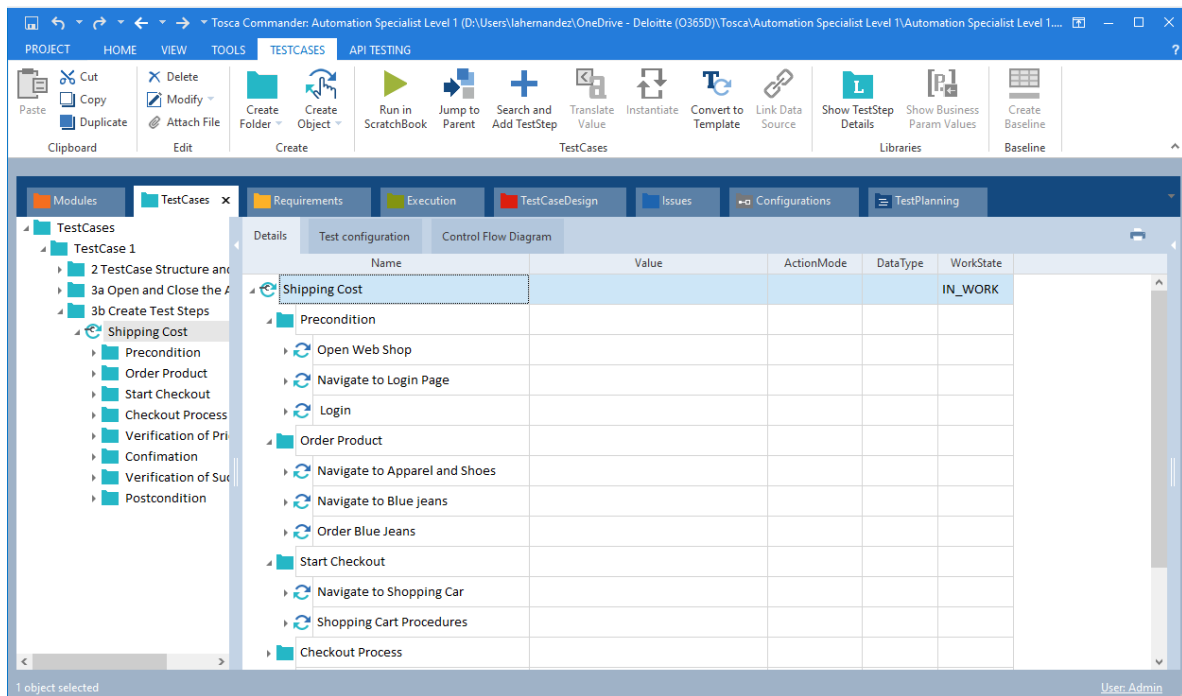 Tosca Commander: Automation Specialist Level 1 (D:\Users\lahernandez\OneDrive - Deloitte (O365D)\Tosca\Automation Specialist Level 1\Automation Specialist Level 1....
PROJECT HOME VIEW TOOLS TESTCASES API TESTING ?
Paste
Cut
Copy
Duplicate
Clipboard
Delete
Modify
Attach File
Edit
Create
Folder
Create
Object
Create
Run in
ScratchBook
Jump to
Parent
Search and
Add TestStep
Translate
Value
Instantiate
Convert to
Template
Link Data
Source
TestCases
Show TestStep
Details
Show Business
Param Values
Libraries
Create
Baseline
Baseline
Modules TestCases Requirements Execution TestCaseDesign Issues Configurations TestPlanning
TestCases
TestCase 1
2 TestCase Structure and
3a Open and Close the A
3b Create Test Steps
Shipping Cost
Precondition
Order Product
Start Checkout
Checkout Process
Verification of Pri
Confimation
Verification of Suc
Postcondition
Details Test configuration Control Flow Diagram
Name Value ActionMode DataType WorkState
Shipping Cost IN_WORK
Precondition
Open Web Shop
Navigate to Login Page
Login
Order Product
Navigate to Apparel and Shoes
Navigate to Blue jeans
Order Blue Jeans
Start Checkout
Navigate to Shopping Car
Shopping Cart Procedures
Checkout Process
1 object selected User: Admin